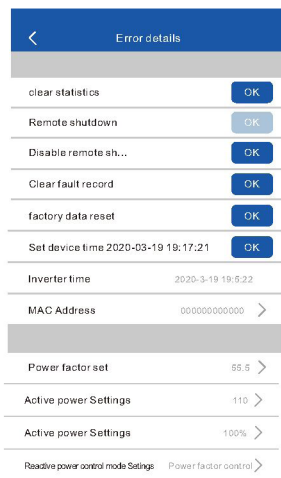 Error details
clear statistics OK
Remote shutdown OK
Disable remote sh... OK
Clear fault record OK
factory data reset OK
Set device time 2020-03-19 19:17:21 OK
Inverter time 2020-3-19 19:5:22
MAC Address 000000000000
Power factor set 55.5
Active power Settings 110
Active power Settings 100%
Reactive power control mode Setings Power factor control